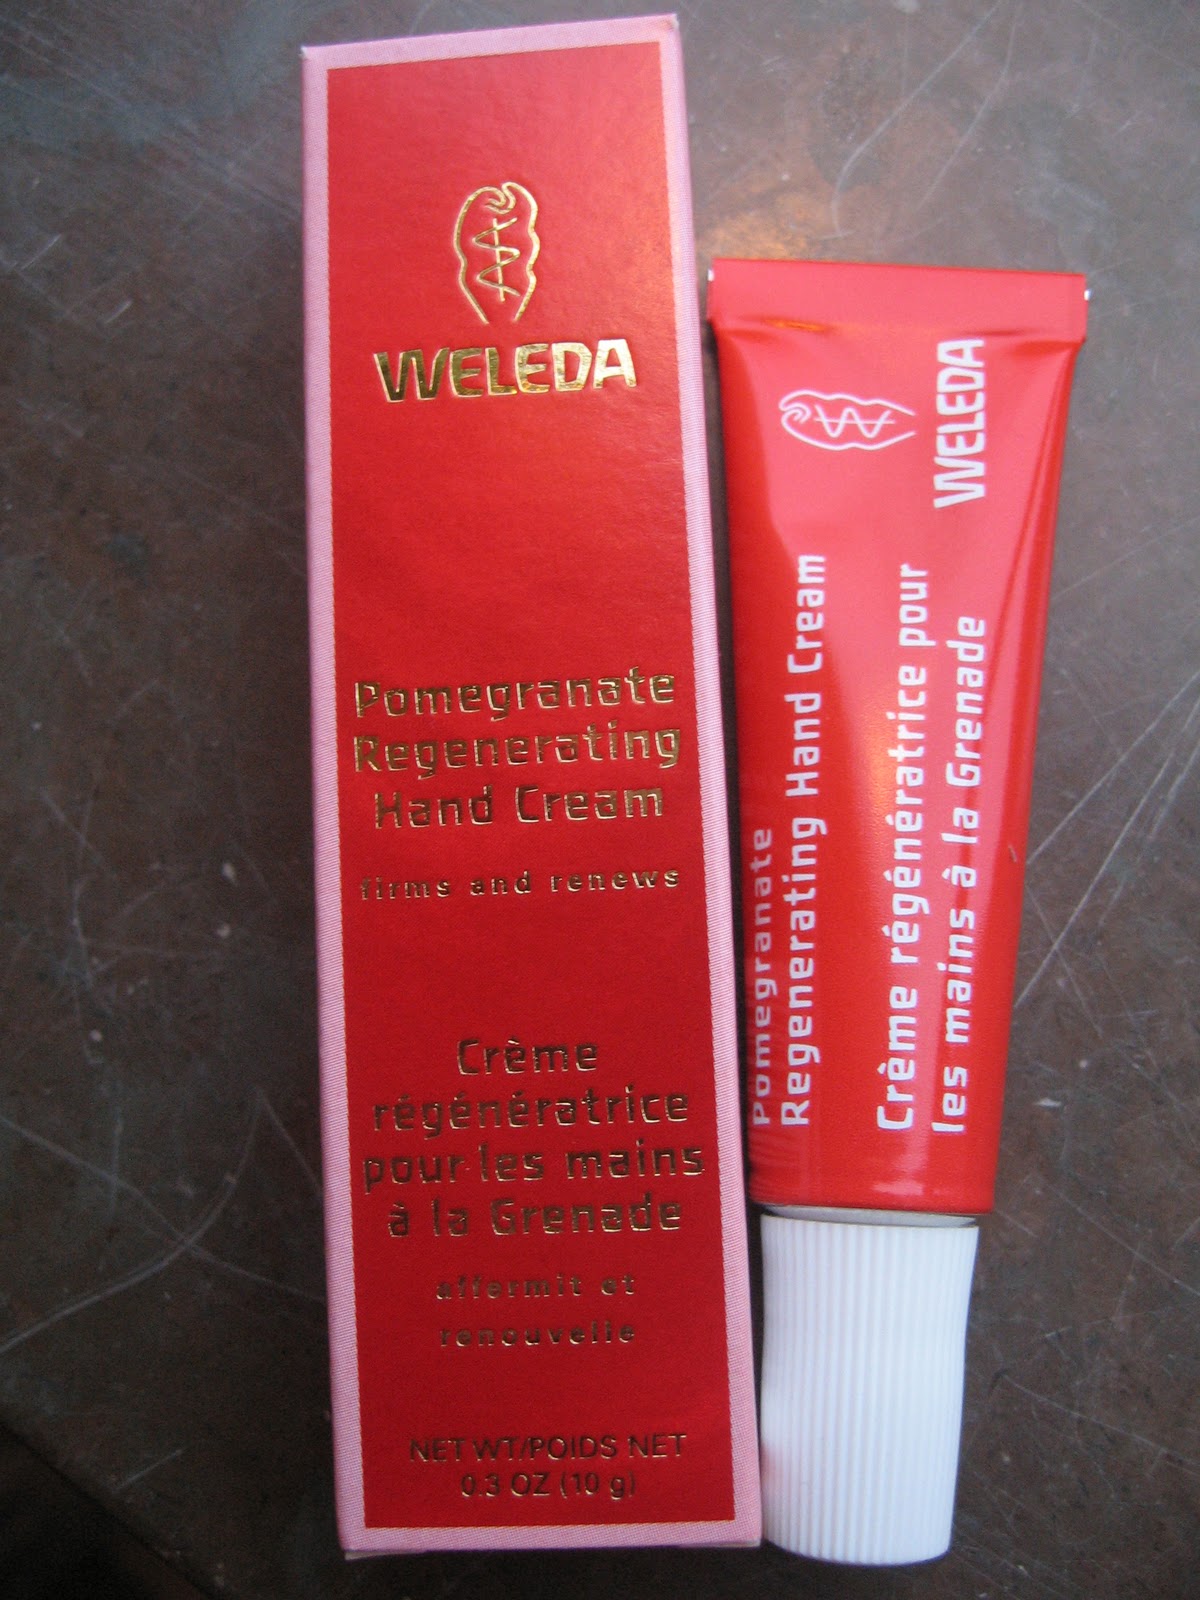 WELEDA
Pomegranate
Regenerating
Hand Cream
firms and renews
Crème
régénératrice
pour les mains
à la Grenade
affermit et
renouvelle
NET WT/POIDS NET
0.3 OZ (10 g)
WELEDA
Pomegranate
Regenerating Hand Cream
Crème régénératrice pour
les mains à la Grenade